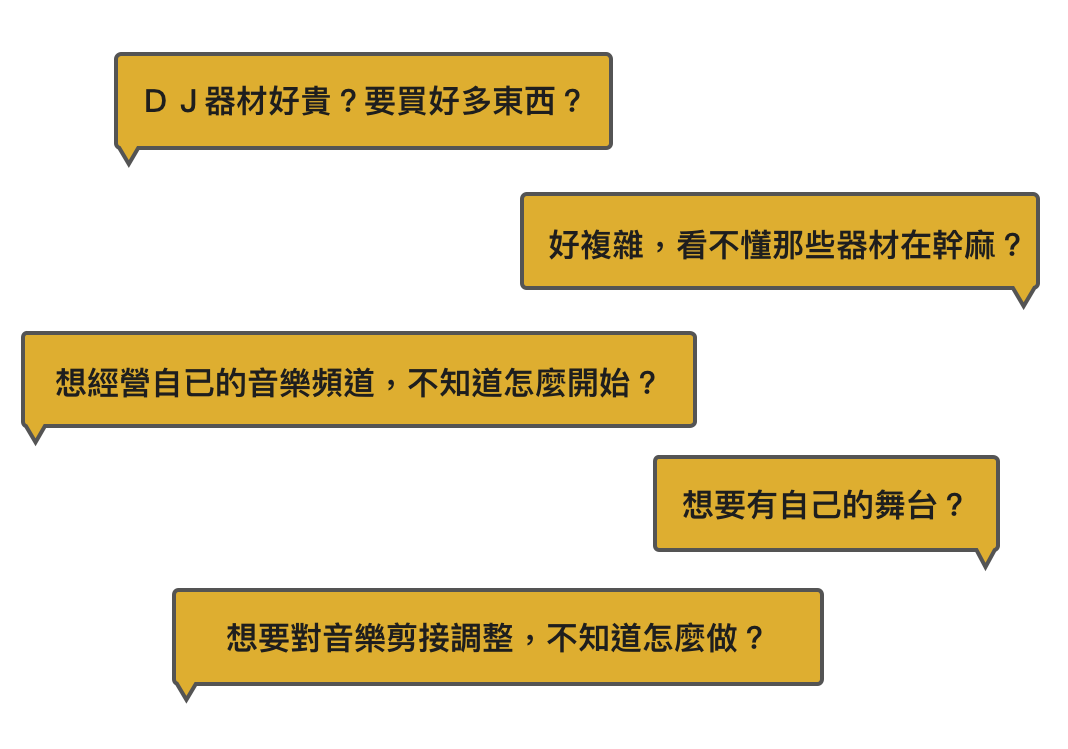 ＤＪ器材好貴？要買好多東西？
好複雜，看不懂那些器材在幹麻？
想經營自已的音樂頻道，不知道怎麼開始？
想要有自己的舞台？
想要對音樂剪接調整，不知道怎麼做？